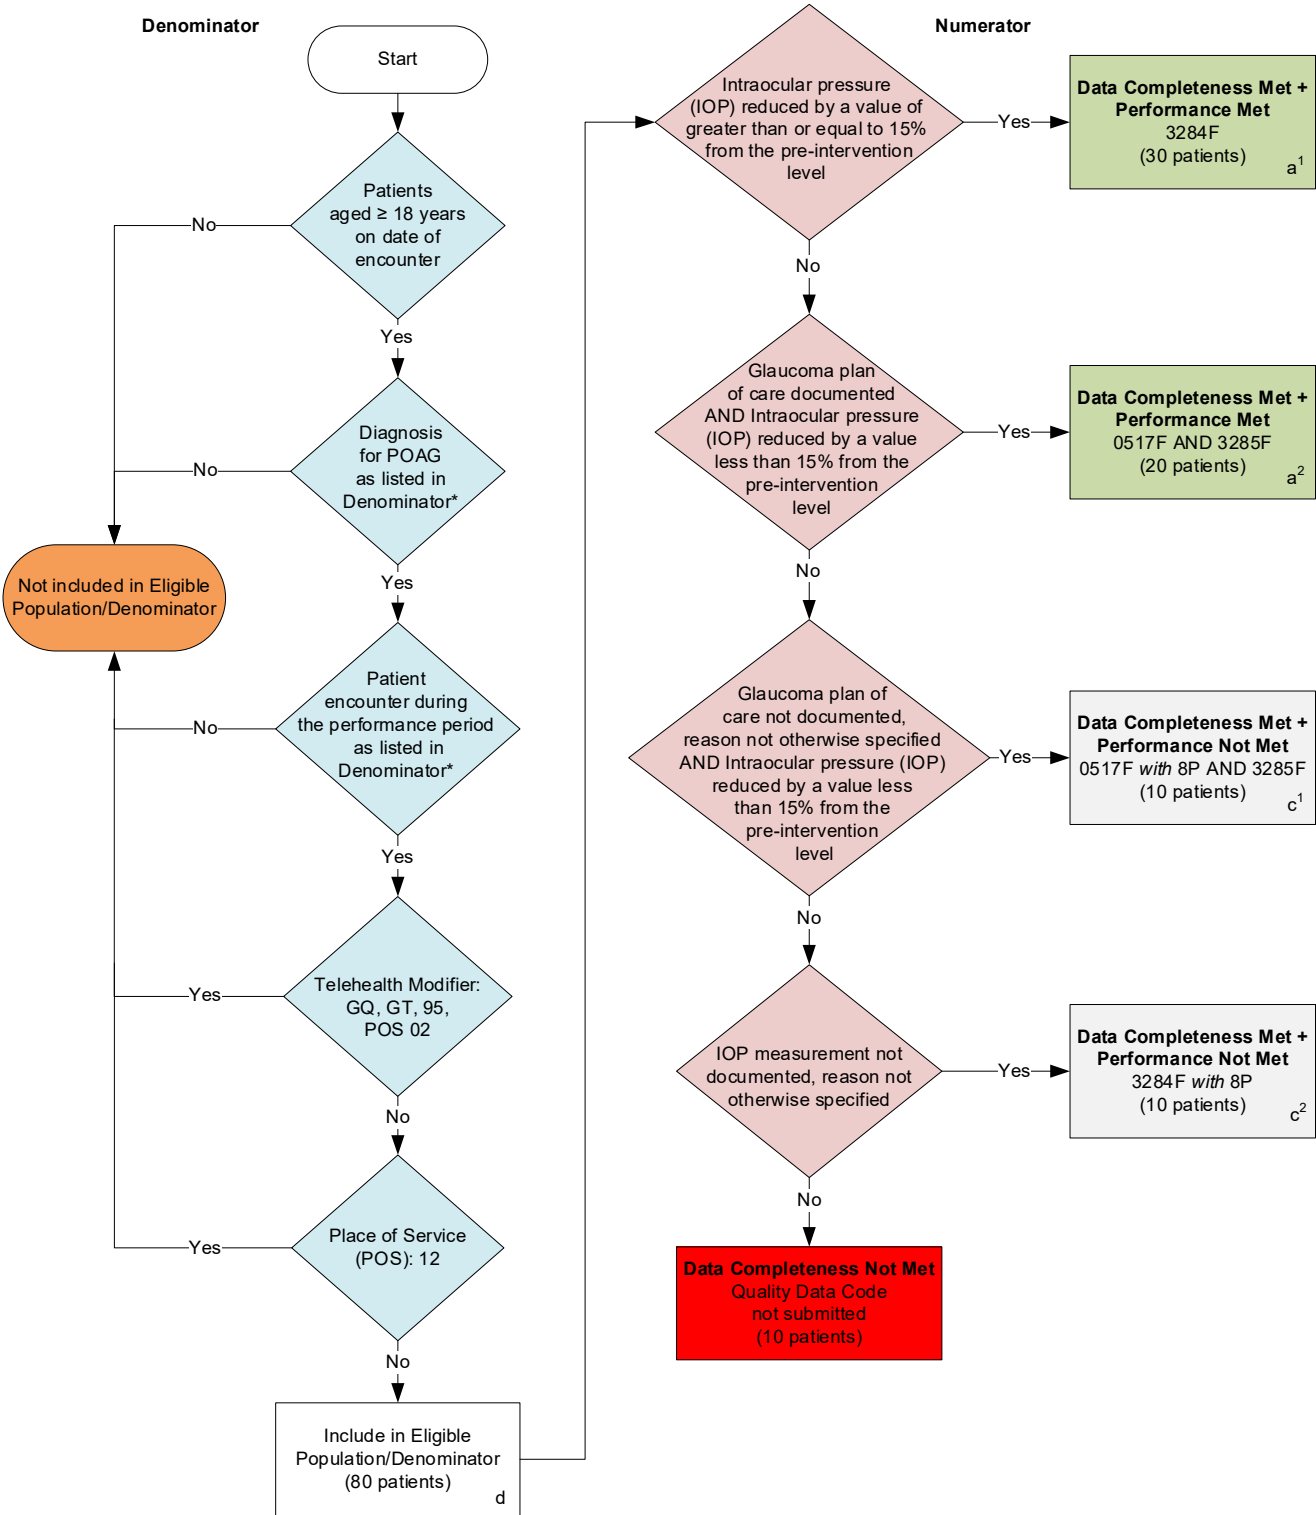 Denominator
Start
Patients
aged ≥ 18 years
on date of
encounter
No
Yes
Diagnosis
for POAG
as listed in
Denominator*
No
Yes
Not included in Eligible
Population/Denominator
Patient
encounter during
the performance period
as listed in
Denominator*
No
Yes
Telehealth Modifier:
GQ, GT, 95,
POS 02
Yes
No
Place of Service
(POS): 12
Yes
No
Include in Eligible
Population/Denominator
(80 patients)
d
Numerator
Intraocular pressure
(IOP) reduced by a value of
greater than or equal to 15%
from the pre-intervention
level
Yes
Data Completeness Met +
Performance Met
3284F
(30 patients)
a1
No
Glaucoma plan
of care documented
AND Intraocular pressure
(IOP) reduced by a value
less than 15% from the
pre-intervention
level
Yes
Data Completeness Met +
Performance Met
0517F AND 3285F
(20 patients)
a2
No
Glaucoma plan of
care not documented,
reason not otherwise specified
AND Intraocular pressure (IOP)
reduced by a value less
than 15% from the
pre-intervention
level
Yes
Data Completeness Met +
Performance Not Met
0517F with 8P AND 3285F
(10 patients)
c1
No
IOP measurement not
documented, reason not
otherwise specified
Yes
Data Completeness Met +
Performance Not Met
3284F with 8P
(10 patients)
c2
No
Data Completeness Not Met
Quality Data Code
not submitted
(10 patients)